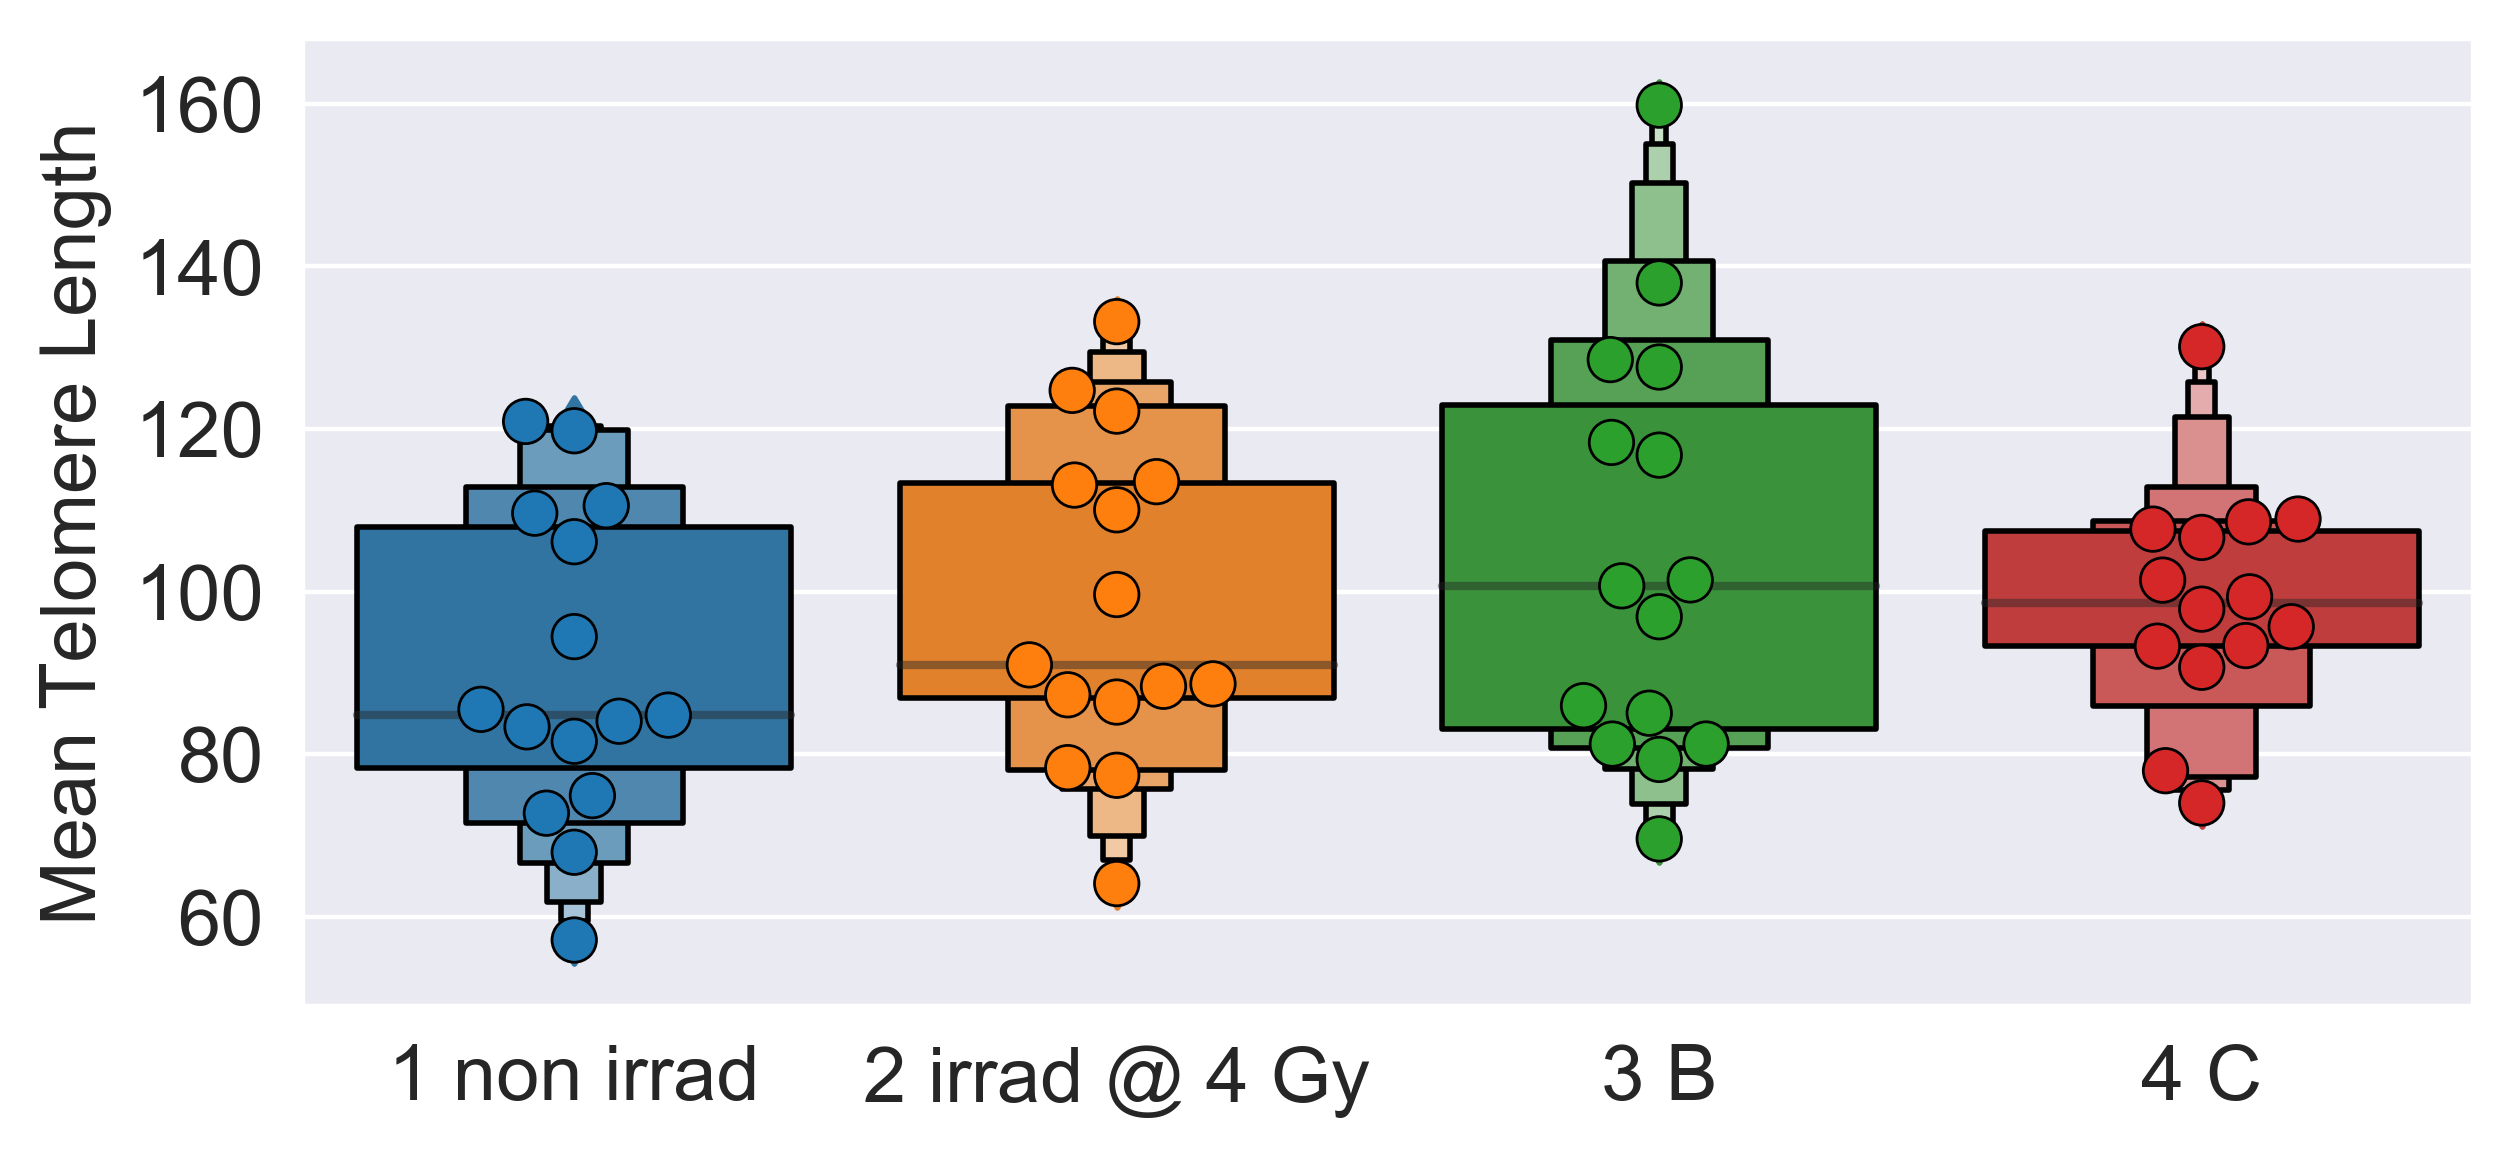 Mean Telomere Length
160
140
120
100
80
60
1 non irrad
2 irrad @ 4 Gy
3 B
4 C